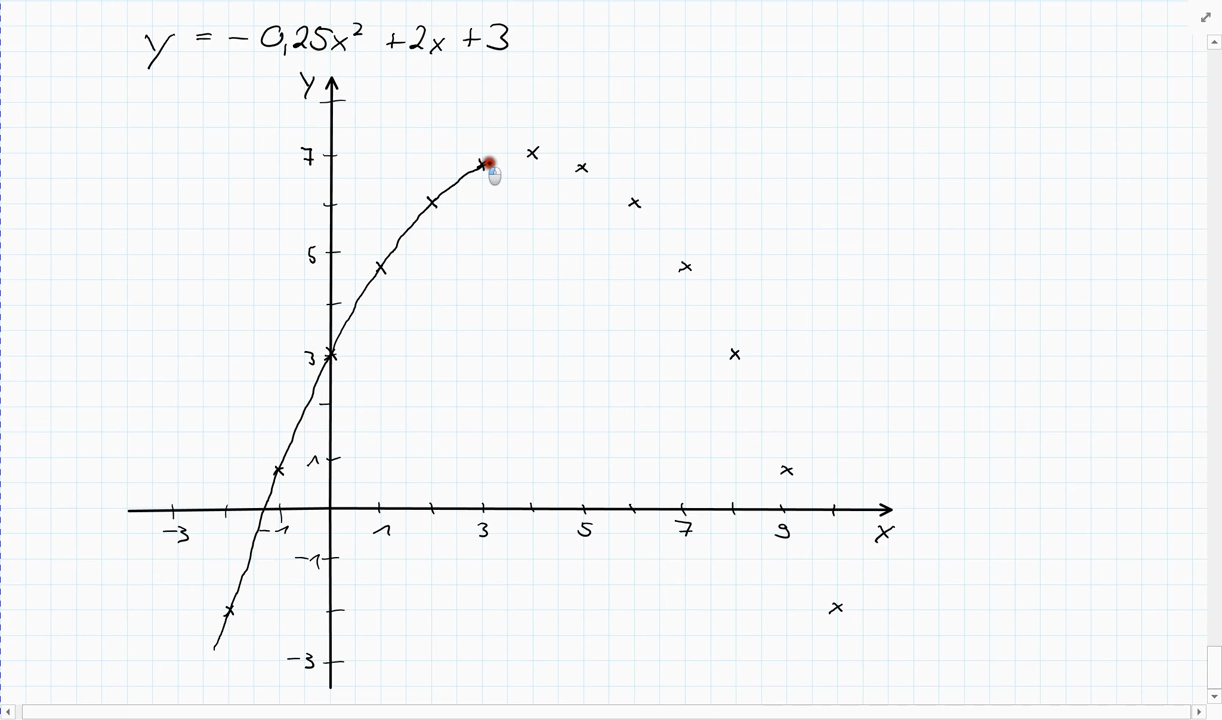 y = -0,25x² +2x +3
y
7
5
3
1
-3 -1 1 3 5 7 9 x
-1
-3